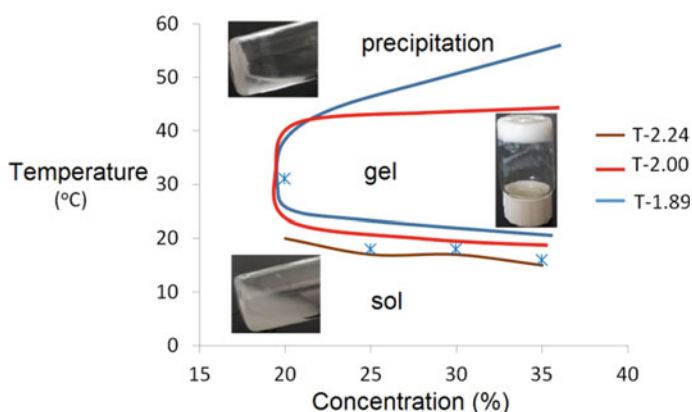 60
50
40
30
20
10
0
15
20
25
30
35
40
Temperature
(°C)
Concentration (%)
precipitation
gel
sol
T-2.24
T-2.00
T-1.89